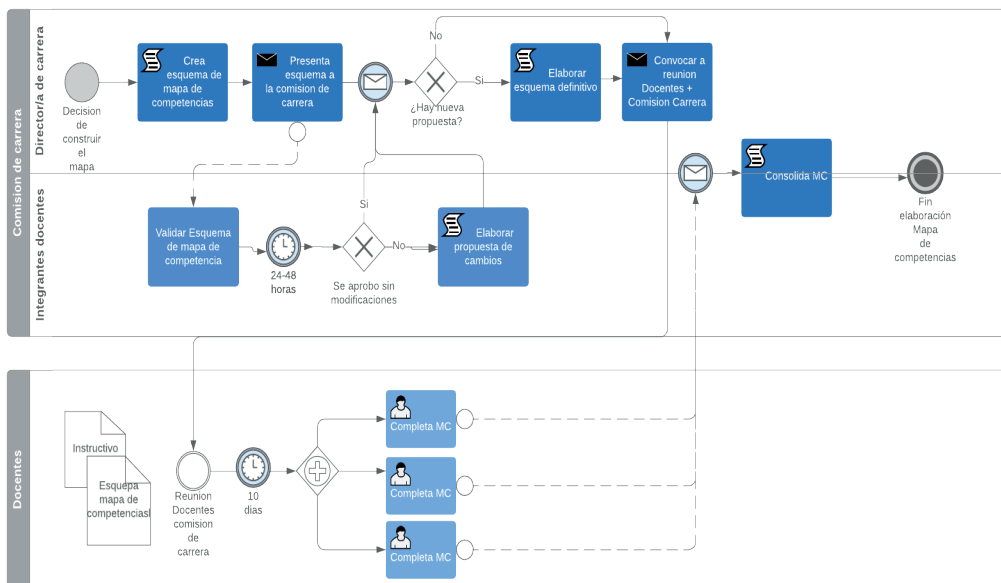 Comision de carrera
Director/a de carrera
Integrantes docentes
Decision
de
construir
el
mapa
Crea
esquema de
mapa de
competencias
Presenta
esquema a
la comision de
carrera
No
¿Hay nueva
propuesta?
Si
Elaborar
esquema definitivo
Convocar a
reunion
Docentes +
Comision Carrera
Consolida MC
Fin
elaboración
Mapa
de
competencias
Validar Esquema
de mapa de
competencia
24-48
horas
Si
No
Se aprobo sin
modificaciones
Elaborar
propuesta de
cambios
Docentes
Instructivo
Esquepa
mapa de
competenciasl
Reunion
Docentes
comision
de
carrera
10
dias
Completa MC
Completa MC
Completa MC